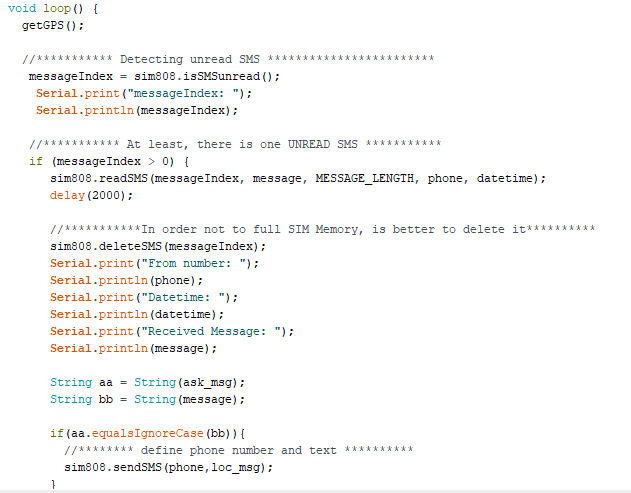 void loop() {
getGPS();
//*********** Detecting unread SMS ************************
messageIndex = sim808.isSMSunread();
Serial.print("messageIndex: ");
Serial.println(messageIndex);
//*********** At least, there is one UNREAD SMS ***********
if (messageIndex > 0) {
sim808.readSMS(messageIndex, message, MESSAGE_LENGTH, phone, datetime);
delay(2000);
//***********In order not to full SIM Memory, is better to delete it**********
sim808.deleteSMS(messageIndex);
Serial.print("From number: ");
Serial.println(phone);
Serial.print("Datetime: ");
Serial.println(datetime);
Serial.print("Received Message: ");
Serial.println(message);
String aa = String(ask_msg);
String bb = String(message);
if(aa.equalsIgnoreCase(bb)){
//******** define phone number and text **********
sim808.sendSMS(phone,loc_msg);
}